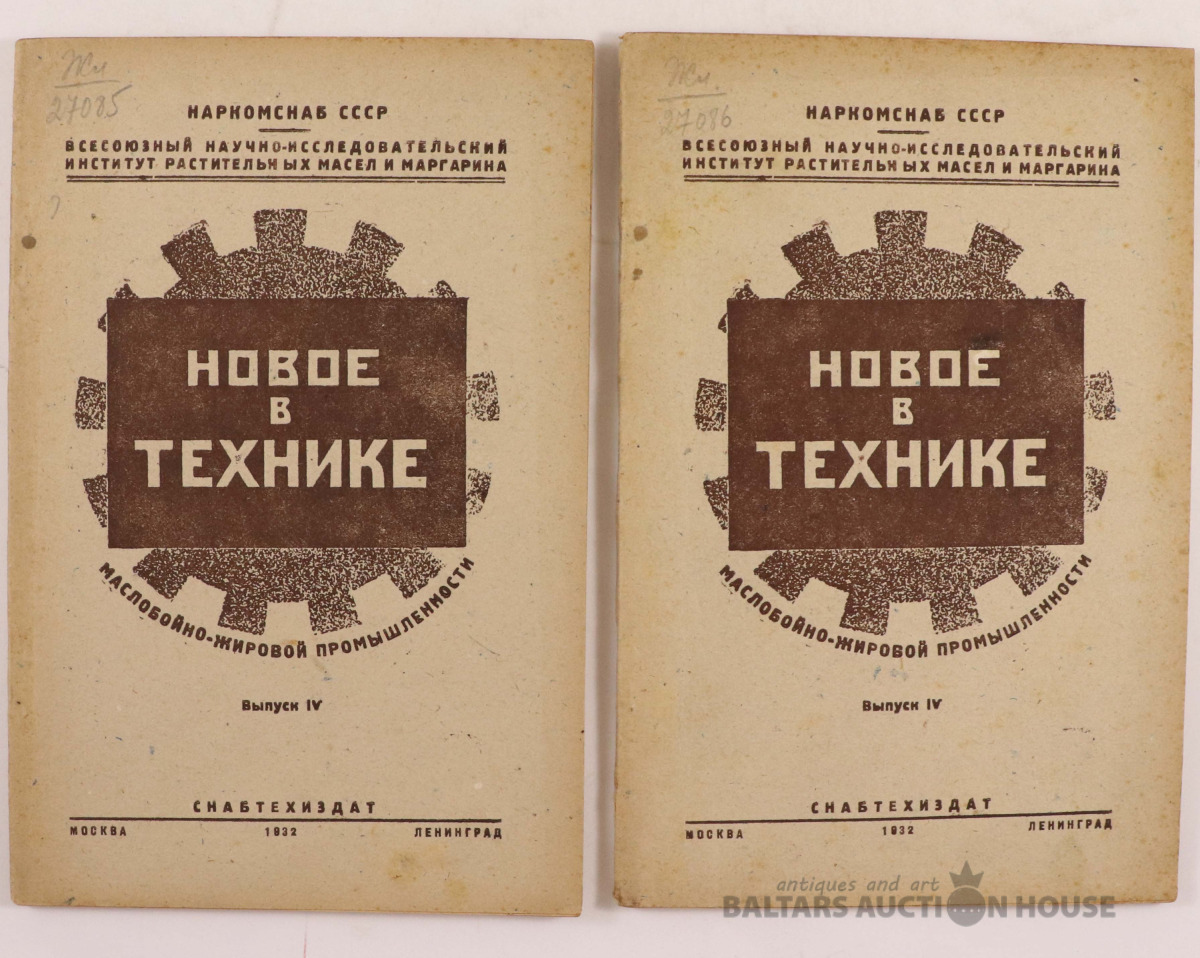 Жм
27085
НАРКОМСНАБ СССР
ВСЕСОЮЗНЫЙ НАУЧНО-ИССЛЕДОВАТЕЛЬСКИЙ
ИНСТИТУТ РАСТИТЕЛЬНЫХ МАСЕЛ И МАРГАРИНА
НОВОЕ
В
ТЕХНИКЕ
МАСЛОБОЙНО-ЖИРОВОЙ ПРОМЫШЛЕННОСТИ
Выпуск IV
СНАБТЕХИЗДАТ
МОСКВА 1932 ЛЕНИНГРАД
Жм.
27086
НАРКОМСНАБ СССР
ВСЕСОЮЗНЫЙ НАУЧНО-ИССЛЕДОВАТЕЛЬСКИЙ
ИНСТИТУТ РАСТИТЕЛЬНЫХ МАСЕЛ И МАРГАРИНА
НОВОЕ
В
ТЕХНИКЕ
МАСЛОБОЙНО-ЖИРОВОЙ ПРОМЫШЛЕННОСТИ
Выпуск IV
СНАБТЕХИЗДАТ
МОСКВА 1932 ЛЕНИНГРАД
antiques and art
BALTARS AUCTION HOUSE